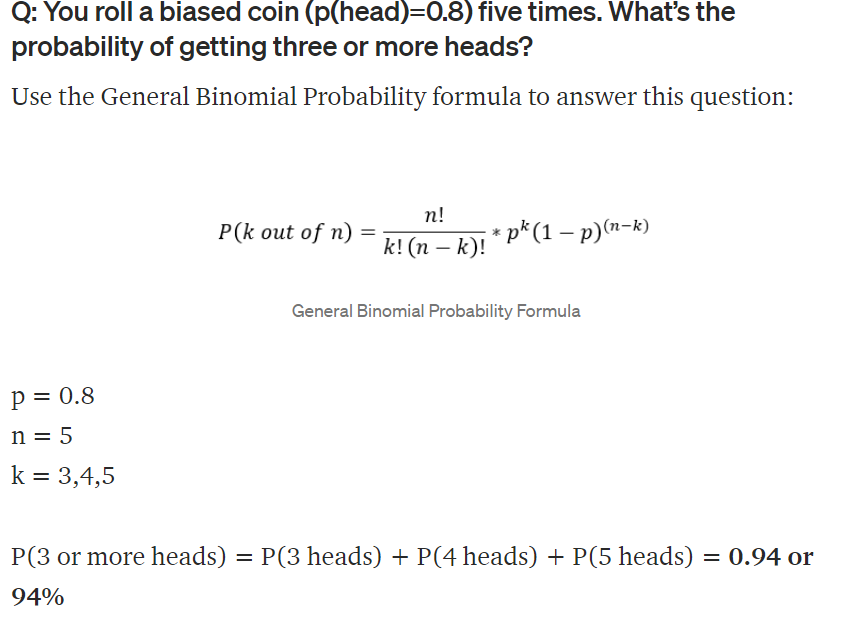 Q: You roll a biased coin (p(head)=0.8) five times. What’s the
probability of getting three or more heads?
Use the General Binomial Probability formula to answer this question:
P(k out of n) = n! / k! (n − k)! * p^k (1 − p)^(n−k)
General Binomial Probability Formula
p = 0.8
n = 5
k = 3,4,5
P(3 or more heads) = P(3 heads) + P(4 heads) + P(5 heads) = 0.94 or
94%